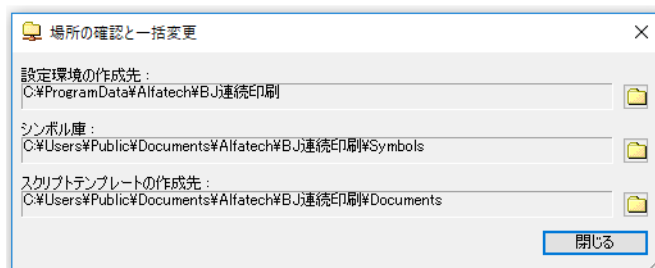 場所の確認と一括変更
設定環境の作成先：
C:¥ProgramData¥Alfatech¥BJ連続印刷
シンボル庫：
C:¥Users¥Public¥Documents¥Alfatech¥BJ連続印刷¥Symbols
スクリプトテンプレートの作成先：
C:¥Users¥Public¥Documents¥Alfatech¥BJ連続印刷¥Documents
閉じる